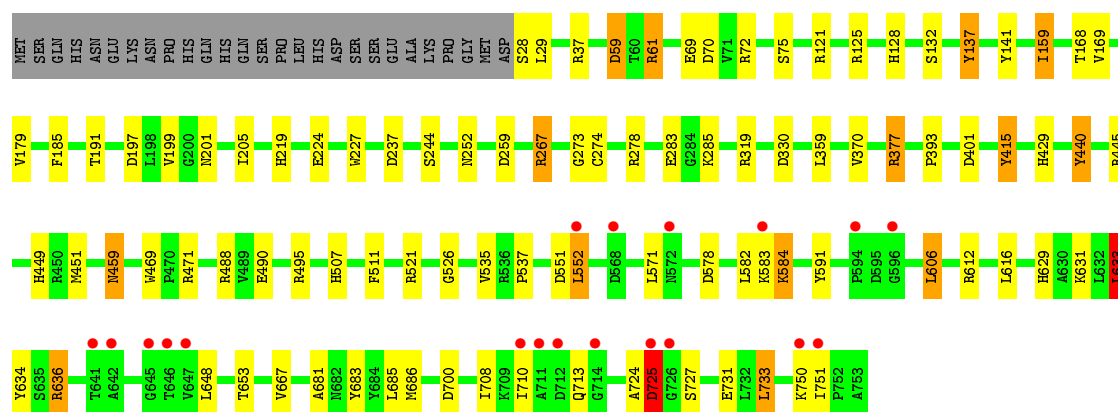 MET SER GLN HIS ASN GLU LYS ASN PRO HIS GLN HIS GLN SER PRO LEU HIS ASP SER SER GLU ALA LYS PRO GLY MET ASP S28 L29 R37 D59 T60 R61 E69 D70 V71 R72 S75 R121 R125 H128 S132 Y137 Y141 I159 T168 V169
V179 F185 T191 D197 L198 V199 G200 N201 I205 H219 E224 W227 D237 S244 N252 D259 R267 G273 C274 R278 E283 G284 K285 R319 D330 L359 V370 R377 P393 D401 Y415 H429 Y440
H449 R450 M451 N459 W469 P470 R471 R488 V489 E490 R495 H507 F511 R521 G526 V535 R536 P537 D551 L552 D568 L571 N572 D578 L582 K583 K584 Y591 P594 D595 G596 L606 R612 L616 H629 A630 K631 L632
Y634 S635 R636 T641 A642 G645 T646 V647 L648 T653 V667 A681 N682 Y683 Y684 L685 M686 D700 I708 K709 I710 A711 D712 Q713 G714 A724 D725 G726 S727 E731 L732 L733 K750 I751 P752 A753